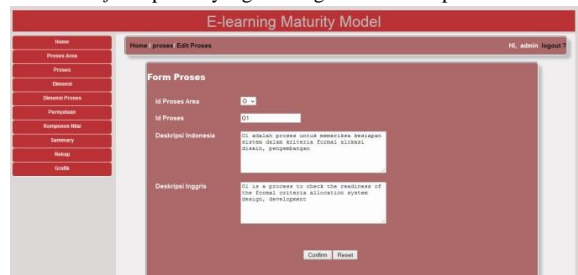 E-learning Maturity Model
Home
Proses Area
Proses
Dimensi
Dimensi Proses
Pernyataan
Komponen Nilai
Summary
Rekap
Grafik
Home / proses/ Edit Proses
Hi, admin logout ?
Form Proses
Id Proses Area
O
Id Proses
O1
Deskripsi Indonesia
O1 adalah proses untuk memeriksa kesiapan
sistem dalam kriteria formal alokasi
disain, pengembangan
Deskripsi Inggris
O1 is a process to check the readiness of
the formal criteria allocation system
design, development
Confirm Reset